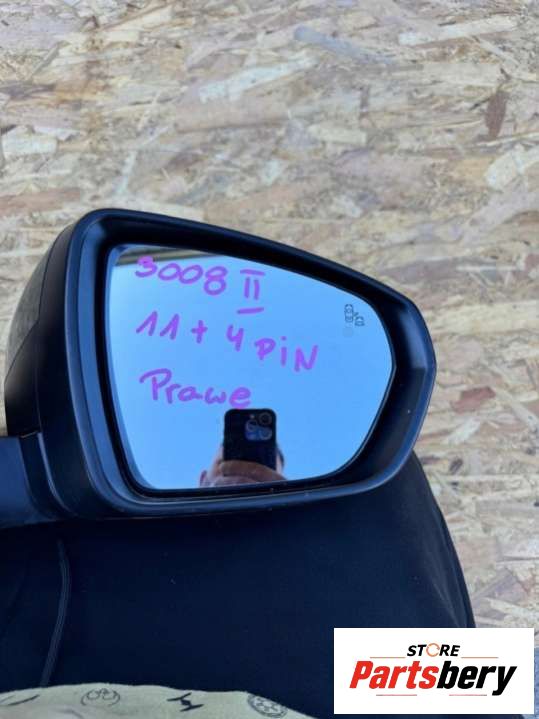 3008 II
11 + 4 PiN
Prawe
STORE
Partsbery